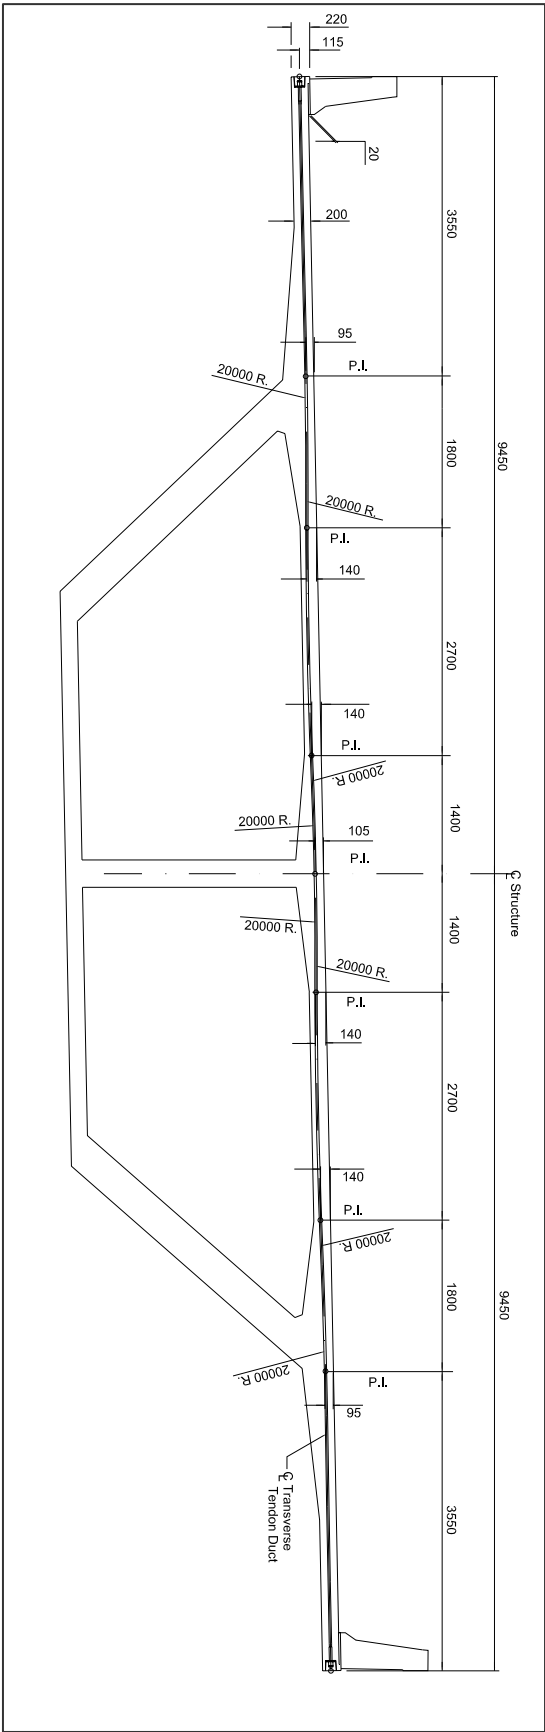 220
115
20
3550
200
95
P.I.
20000 R.
9450
1800
20000 R.
P.I.
140
2700
140
P.I.
20000 R.
20000 R.
1400
105
P.I.
℄ Structure
20000 R.
1400
20000 R.
P.I.
140
2700
140
P.I.
20000 R.
9450
1800
20000 R.
P.I.
95
℄ Transverse
Tendon Duct
3550